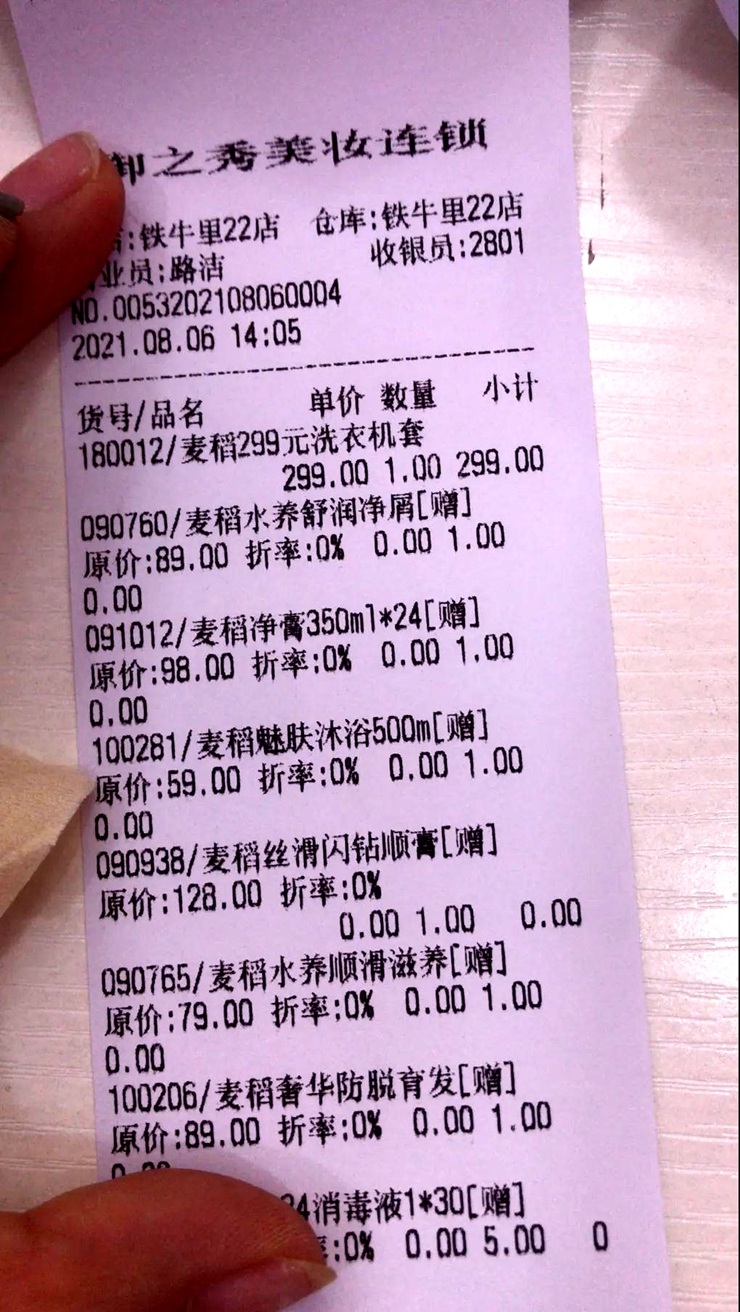 御之秀美妆连锁
店:铁牛里22店 仓库:铁牛里22店
业员:路洁 收银员:2801
NO.0053202108060004
2021.08.06 14:05
货号/品名 单价 数量 小计
180012/麦稻299元洗衣机套
299.00 1.00 299.00
090760/麦稻水养舒润净屑[赠]
原价:89.00 折率:0% 0.00 1.00
0.00
091012/麦稻净膏350ml*24[赠]
原价:98.00 折率:0% 0.00 1.00
0.00
100281/麦稻魅肤沐浴500m[赠]
原价:59.00 折率:0% 0.00 1.00
0.00
090938/麦稻丝滑闪钻顺膏[赠]
原价:128.00 折率:0%
0.00 1.00 0.00
090765/麦稻水养顺滑滋养[赠]
原价:79.00 折率:0% 0.00 1.00
0.00
100206/麦稻奢华防脱育发[赠]
原价:89.00 折率:0% 0.00 1.00
0.00
84消毒液1*30[赠]
率:0% 0.00 5.00 0